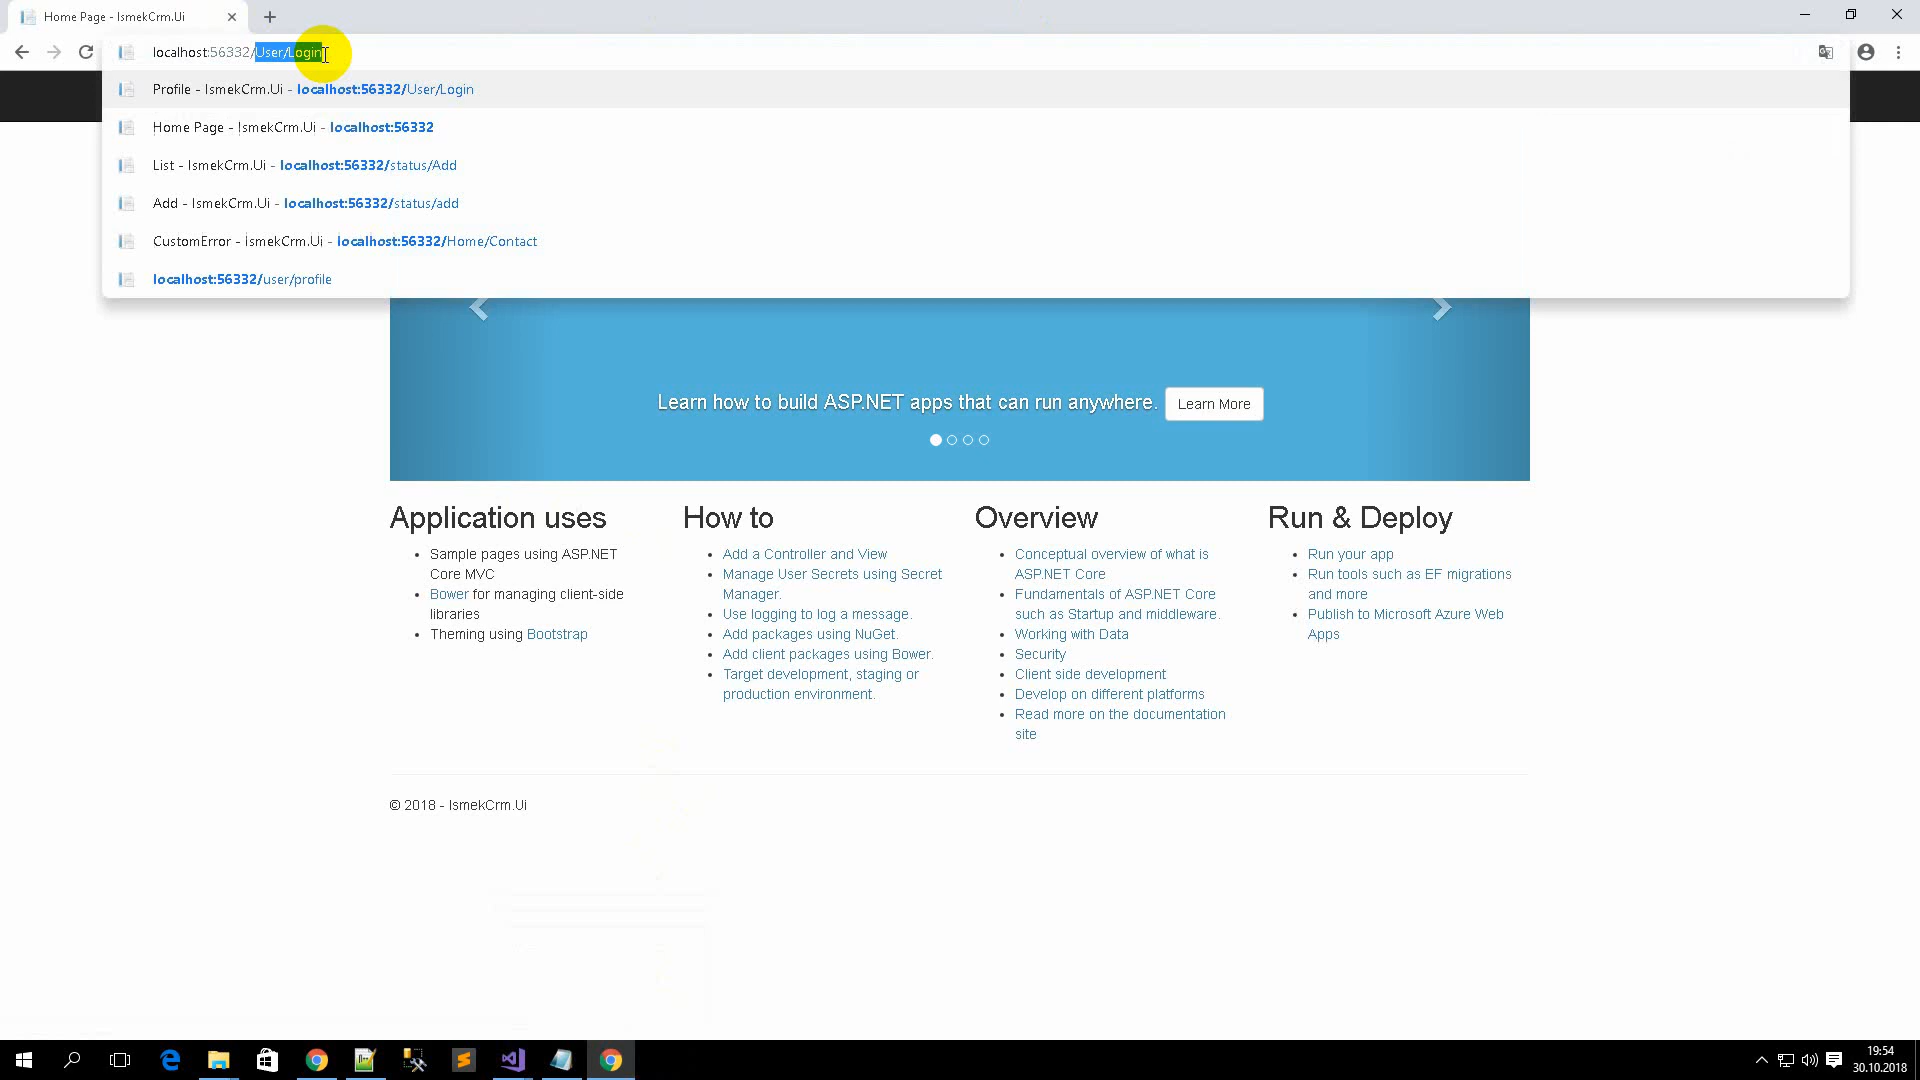 Home Page - IsmekCrm.Ui
localhost:56332/User/Login
Profile - IsmekCrm.Ui - localhost:56332/User/Login
Home Page - IsmekCrm.Ui - localhost:56332
List - IsmekCrm.Ui - localhost:56332/status/Add
Add - IsmekCrm.Ui - localhost:56332/status/add
CustomError - İsmekCrm.Ui - localhost:56332/Home/Contact
localhost:56332/user/profile
Learn how to build ASP.NET apps that can run anywhere. Learn More
Application uses
Sample pages using ASP.NET
Core MVC
Bower for managing client-side
libraries
Theming using Bootstrap
How to
Add a Controller and View
Manage User Secrets using Secret
Manager.
Use logging to log a message.
Add packages using NuGet.
Add client packages using Bower.
Target development, staging or
production environment.
Overview
Conceptual overview of what is
ASP.NET Core
Fundamentals of ASP.NET Core
such as Startup and middleware.
Working with Data
Security
Client side development
Develop on different platforms
Read more on the documentation
site
Run & Deploy
Run your app
Run tools such as EF migrations
and more
Publish to Microsoft Azure Web
Apps
© 2018 - IsmekCrm.Ui
19:54
30.10.2018